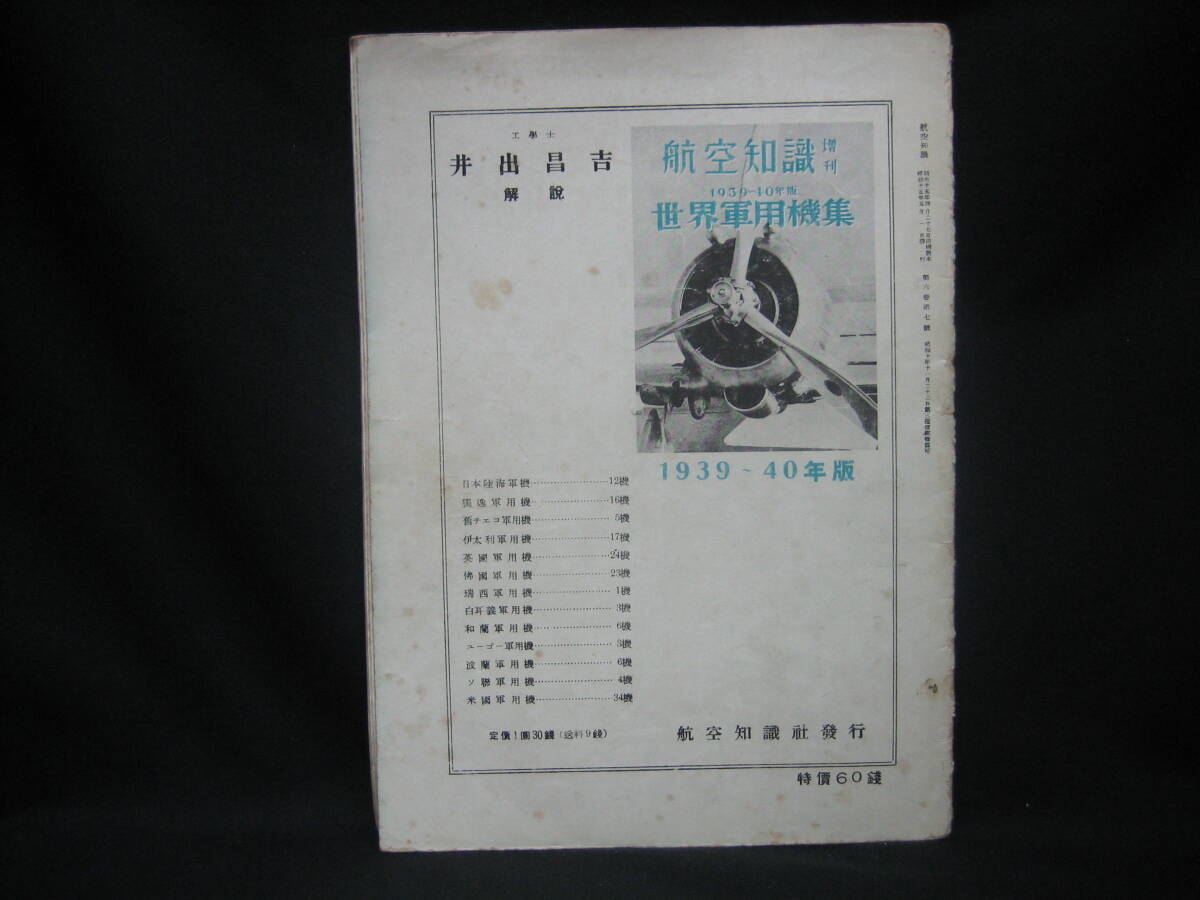 工學士
井出昌吉
解說
航空知識 增刊
1939~40年版
世界軍用機集
1939~40年版
日本陸海軍機…………………12機
獨逸軍用機…………………16機
舊チエコ軍用機…………………5機
伊太利軍用機…………………17機
英國軍用機…………………24機
佛國軍用機…………………23機
瑞西軍用機…………………1機
白耳義軍用機…………………3機
和蘭軍用機…………………6機
ユーゴー軍用機…………………3機
波蘭軍用機…………………6機
ソ聯軍用機…………………4機
米國軍用機…………………34機
定價1圓30錢(送料9錢)
航空知識社發行
特價60錢
航空知識
第六卷第七號